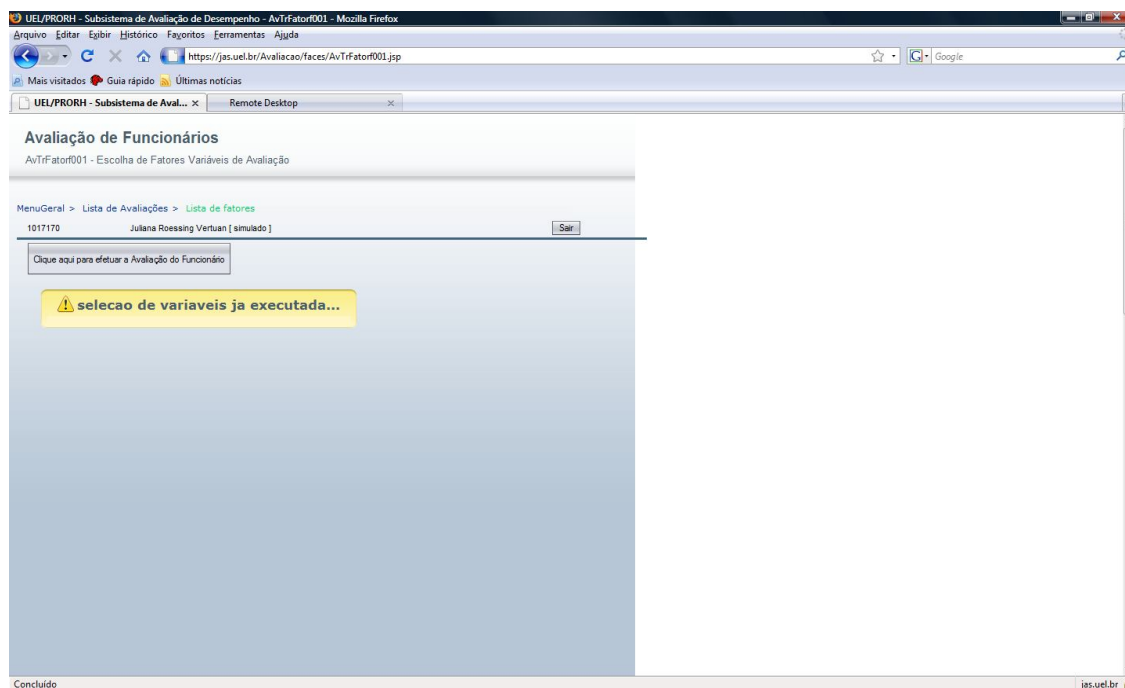 UEL/PRORH - Subsistema de Avaliação de Desempenho - AvTrFatorf001 - Mozilla Firefox
Arquivo Editar Exibir Histórico Favoritos Ferramentas Ajuda
https://jas.uel.br/Avaliacao/faces/AvTrFatorf001.jsp
Google
Mais visitados Guia rápido Últimas notícias
UEL/PRORH - Subsistema de Aval... Remote Desktop
Avaliação de Funcionários
AvTrFatorf001 - Escolha de Fatores Variáveis de Avaliação
MenuGeral > Lista de Avaliações > Lista de fatores
1017170 Juliana Roessing Vertuan [ simulado ] Sair
Clique aqui para efetuar a Avaliação do Funcionário
selecao de variaveis ja executada...
Concluído jas.uel.br